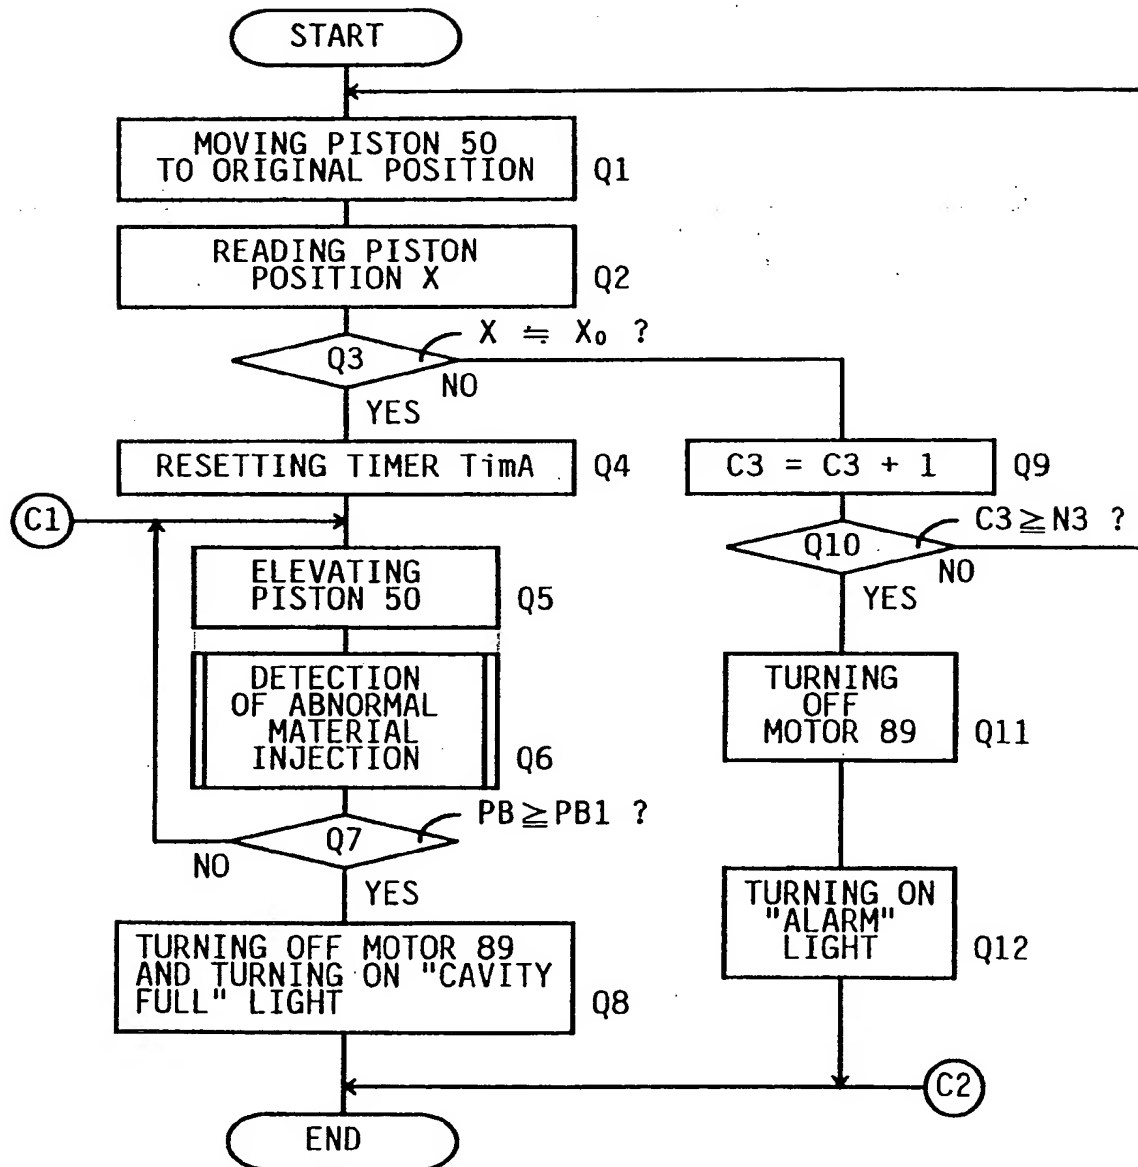 START
MOVING PISTON 50
TO ORIGINAL POSITION
Q1
READING PISTON
POSITION X
Q2
X ≒ X₀ ?
Q3
NO
YES
RESETTING TIMER TimA
Q4
C3 = C3 + 1
Q9
C1
C3≧N3 ?
Q10
NO
YES
ELEVATING
PISTON 50
Q5
DETECTION
OF ABNORMAL
MATERIAL
INJECTION
Q6
TURNING
OFF
MOTOR 89
Q11
PB≧PB1 ?
Q7
NO
YES
TURNING OFF MOTOR 89
AND TURNING ON "CAVITY
FULL" LIGHT
Q8
TURNING ON
"ALARM"
LIGHT
Q12
C2
END